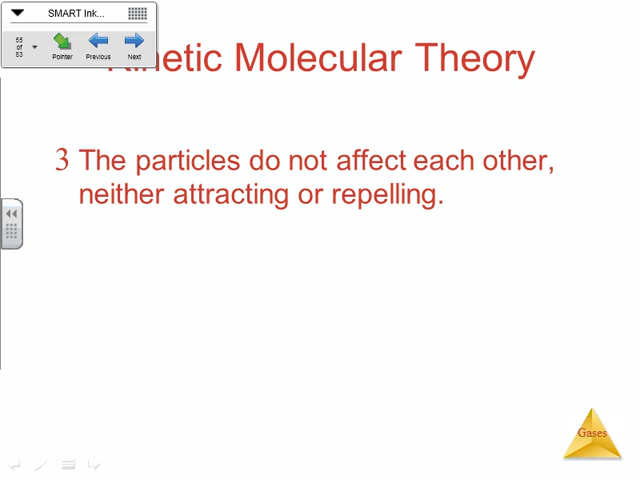 SMART Ink...
55
of
83
Pointer
Previous
Next
Kinetic Molecular Theory
3 The particles do not affect each other,
neither attracting or repelling.
Gases